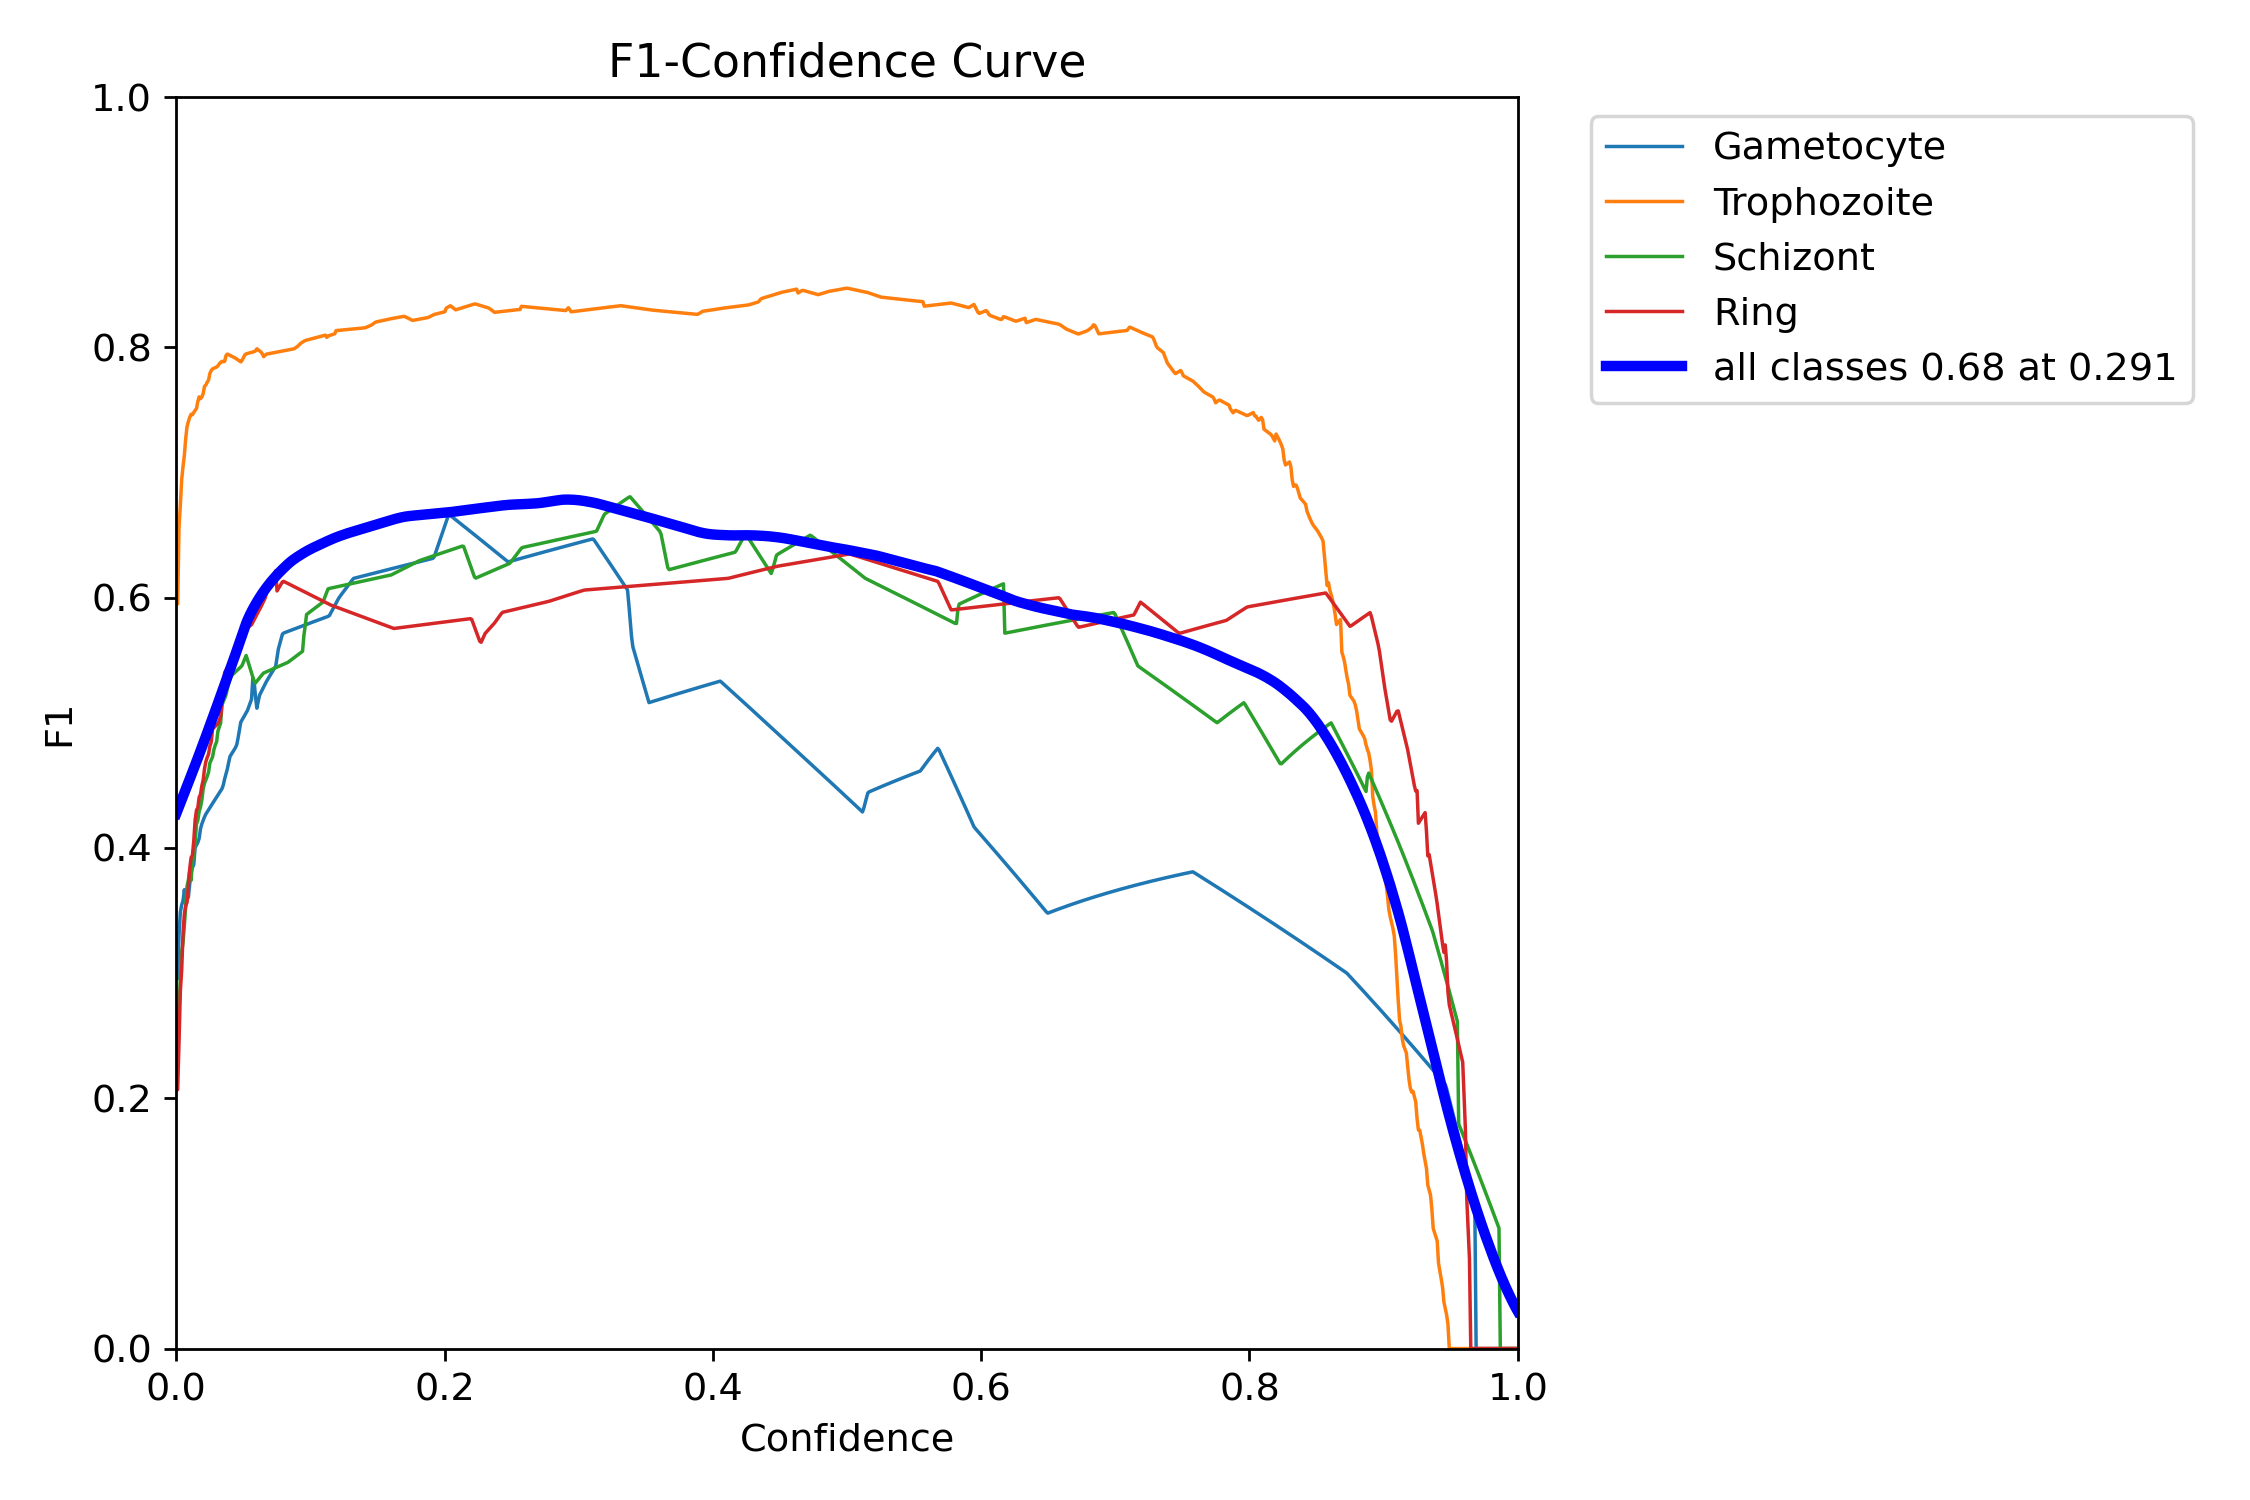 F1-Confidence Curve
1.0
0.8
0.6
0.4
0.2
0.0
F1
0.0 0.2 0.4 0.6 0.8 1.0
Confidence
Gametocyte
Trophozoite
Schizont
Ring
all classes 0.68 at 0.291